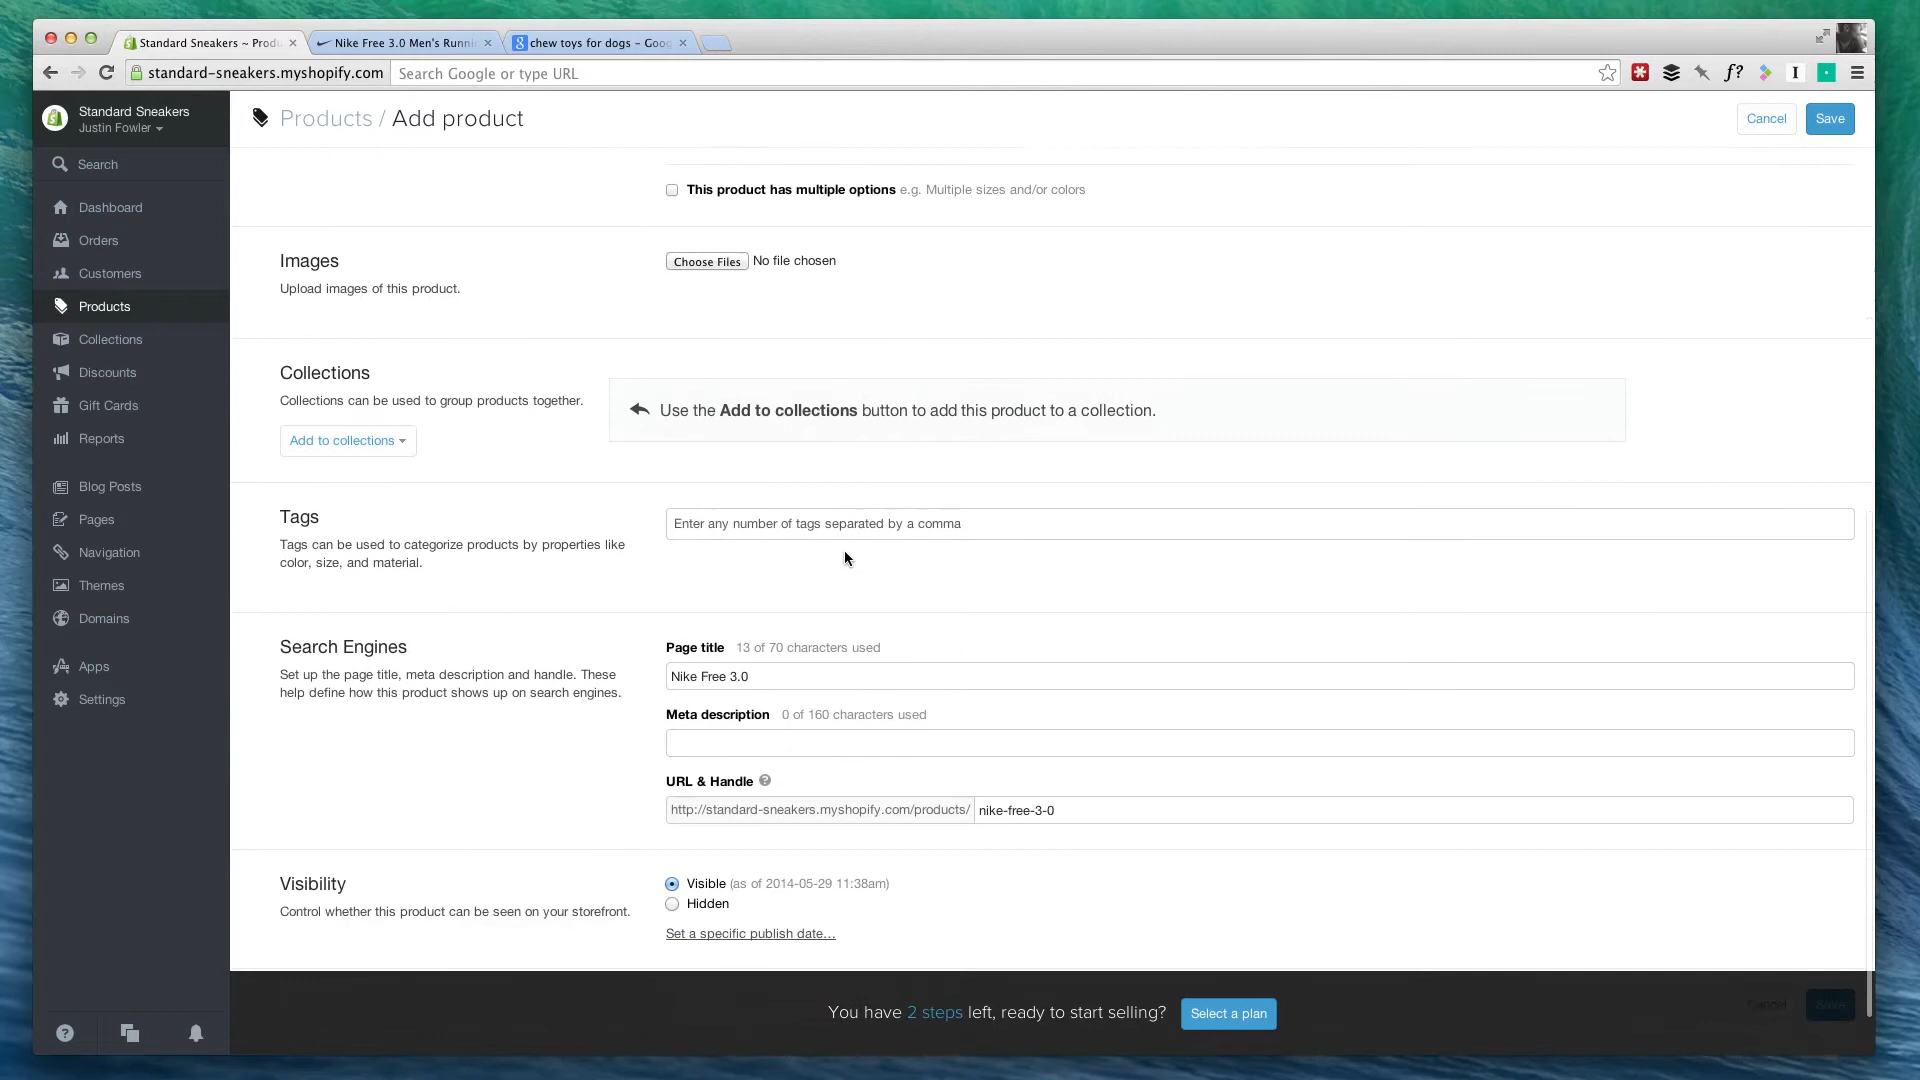 Standard Sneakers ~ Produ
Nike Free 3.0 Men's Runnin
chew toys for dogs – Goog
standard-sneakers.myshopify.com
Search Google or type URL
f?
I
Standard Sneakers
Justin Fowler
Search
Dashboard
Orders
Customers
Products
Collections
Discounts
Gift Cards
Reports
Blog Posts
Pages
Navigation
Themes
Domains
Apps
Settings
Products / Add product
Cancel
Save
This product has multiple options e.g. Multiple sizes and/or colors
Images
Upload images of this product.
Choose Files No file chosen
Collections
Collections can be used to group products together.
Add to collections
Use the Add to collections button to add this product to a collection.
Tags
Tags can be used to categorize products by properties like
color, size, and material.
Enter any number of tags separated by a comma
Search Engines
Set up the page title, meta description and handle. These
help define how this product shows up on search engines.
Page title 13 of 70 characters used
Nike Free 3.0
Meta description 0 of 160 characters used
URL & Handle ?
http://standard-sneakers.myshopify.com/products/ nike-free-3-0
Visibility
Control whether this product can be seen on your storefront.
Visible (as of 2014-05-29 11:38am)
Hidden
Set a specific publish date…
You have 2 steps left, ready to start selling?
Select a plan
Cancel
Save